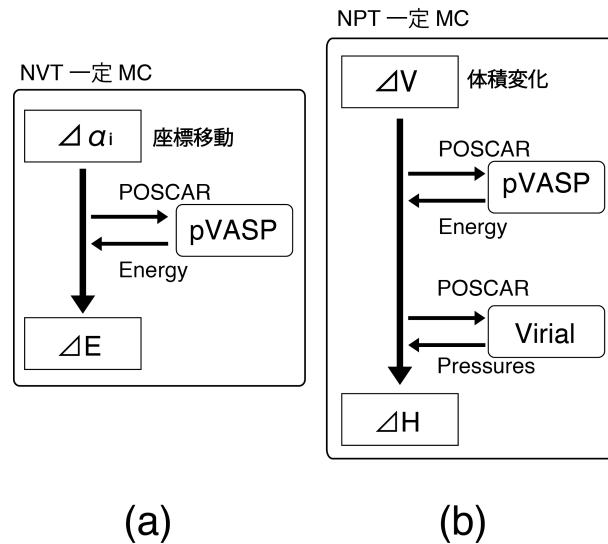 NVT 一定 MC
⊿ αi 座標移動
POSCAR
pVASP
Energy
⊿E
(a)
NPT 一定 MC
⊿V 体積変化
POSCAR
pVASP
Energy
POSCAR
Virial
Pressures
⊿H
(b)